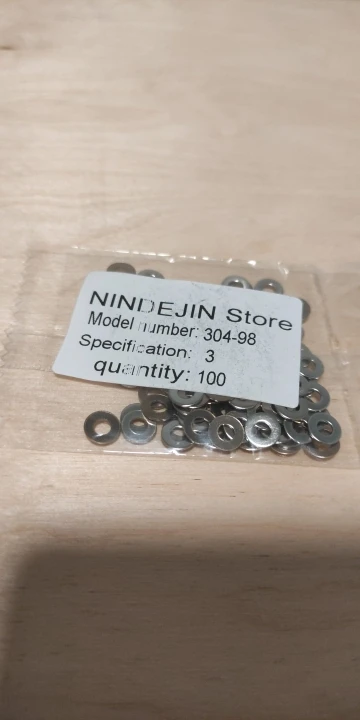 NINDEJIN Store
Model number: 304-98
Specification: 3
quantity: 100